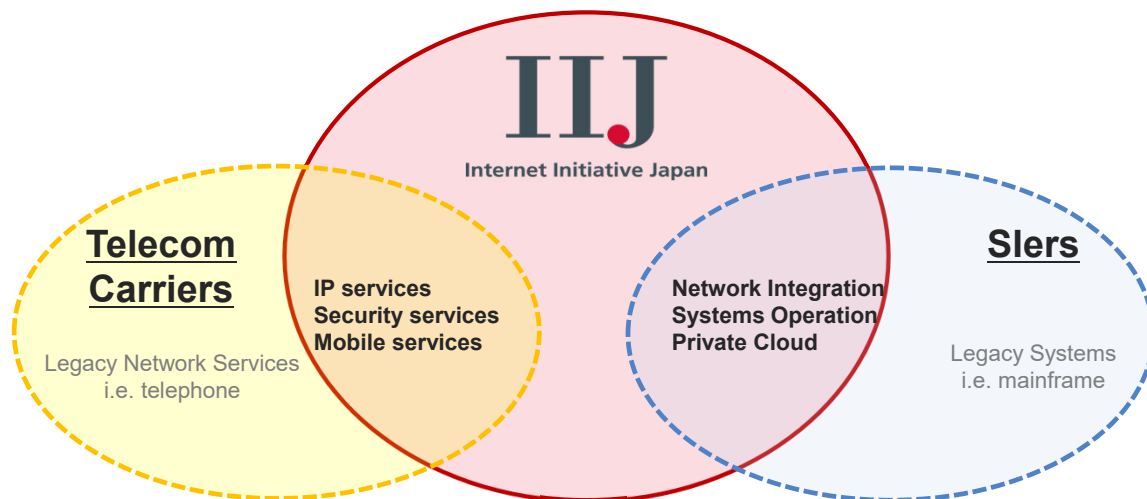 IIJ
Internet Initiative Japan
Telecom
Carriers
Legacy Network Services
i.e. telephone
IP services
Security services
Mobile services
Network Integration
Systems Operation
Private Cloud
SIers
Legacy Systems
i.e. mainframe